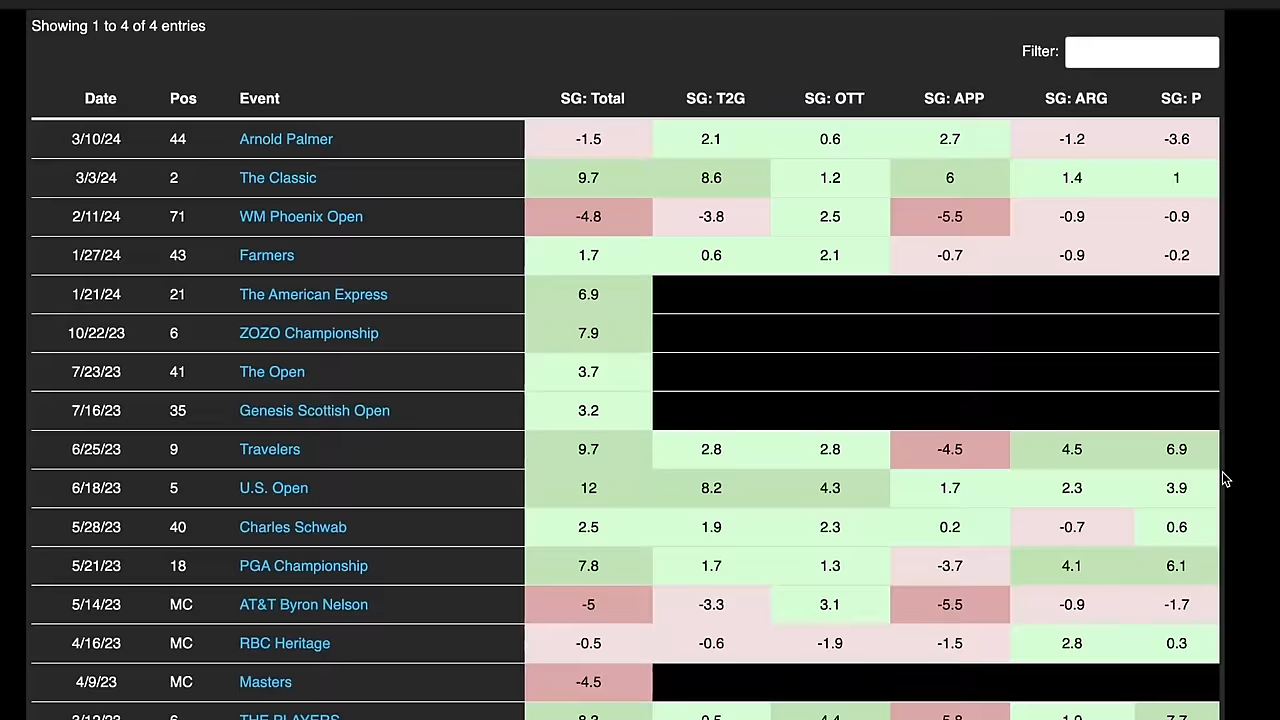 Showing 1 to 4 of 4 entries
Filter:
Date Pos Event SG: Total SG: T2G SG: OTT SG: APP SG: ARG SG: P
3/10/24 44 Arnold Palmer -1.5 2.1 0.6 2.7 -1.2 -3.6
3/3/24 2 The Classic 9.7 8.6 1.2 6 1.4 1
2/11/24 71 WM Phoenix Open -4.8 -3.8 2.5 -5.5 -0.9 -0.9
1/27/24 43 Farmers 1.7 0.6 2.1 -0.7 -0.9 -0.2
1/21/24 21 The American Express 6.9
10/22/23 6 ZOZO Championship 7.9
7/23/23 41 The Open 3.7
7/16/23 35 Genesis Scottish Open 3.2
6/25/23 9 Travelers 9.7 2.8 2.8 -4.5 4.5 6.9
6/18/23 5 U.S. Open 12 8.2 4.3 1.7 2.3 3.9
5/28/23 40 Charles Schwab 2.5 1.9 2.3 0.2 -0.7 0.6
5/21/23 18 PGA Championship 7.8 1.7 1.3 -3.7 4.1 6.1
5/14/23 MC AT&T Byron Nelson -5 -3.3 3.1 -5.5 -0.9 -1.7
4/16/23 MC RBC Heritage -0.5 -0.6 -1.9 -1.5 2.8 0.3
4/9/23 MC Masters -4.5
THE PLAYERS